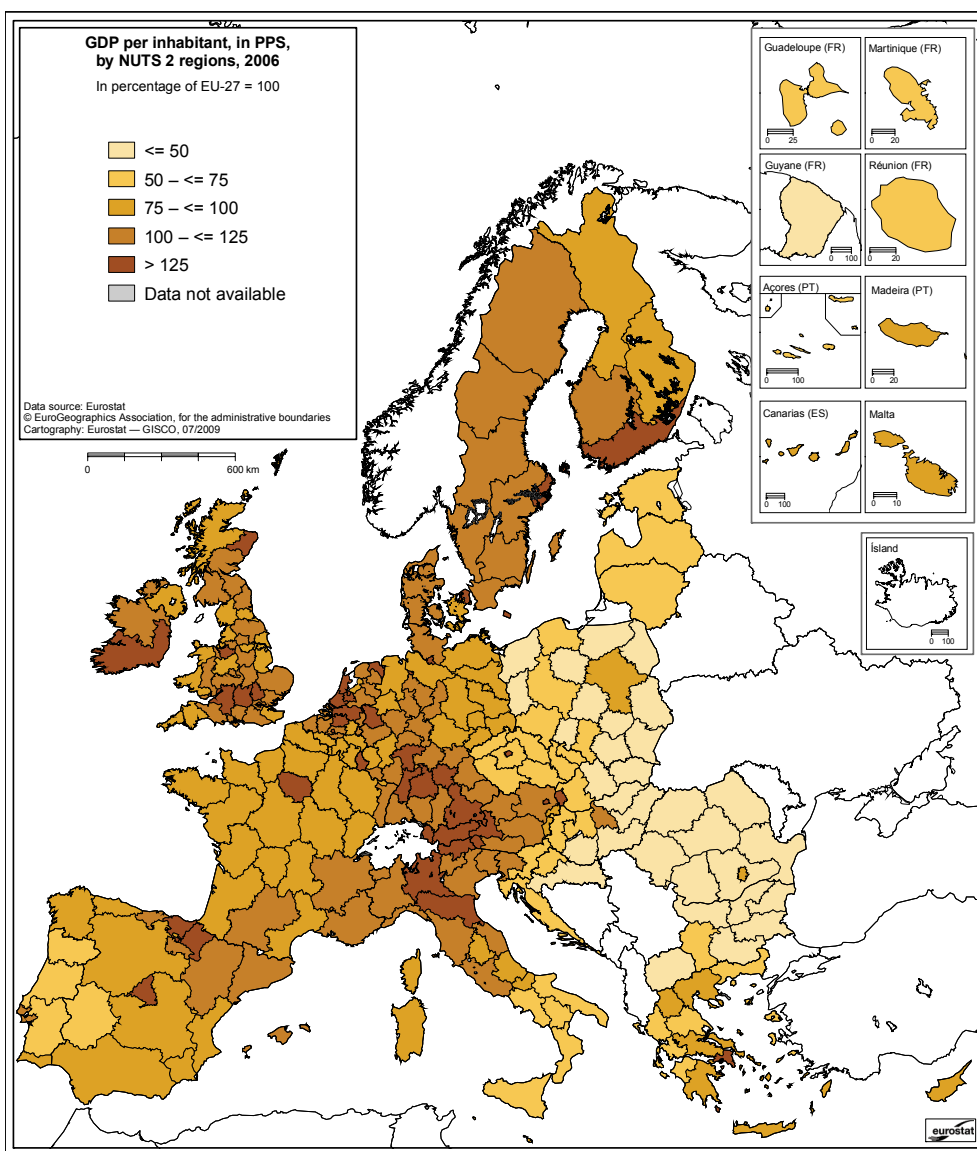 GDP per inhabitant, in PPS,
by NUTS 2 regions, 2006
In percentage of EU-27 = 100
<= 50
50 – <= 75
75 – <= 100
100 – <= 125
> 125
Data not available
Data source: Eurostat
© EuroGeographics Association, for the administrative boundaries
Cartography: Eurostat — GISCO, 07/2009
0 600 km
Guadeloupe (FR)
0 25
Martinique (FR)
0 20
Guyane (FR)
0 100
Réunion (FR)
0 20
Açores (PT)
0 100
Madeira (PT)
0 20
Canarias (ES)
0 100
Malta
0 10
Ísland
0 100
eurostat